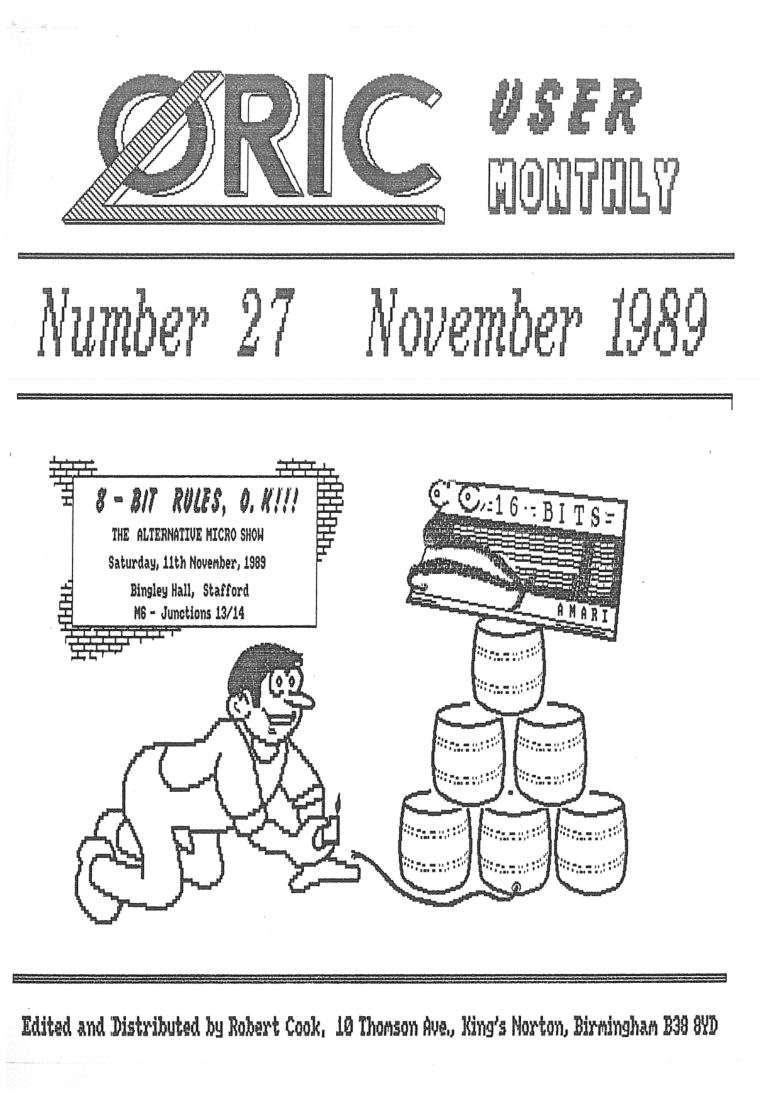 ORIC USER
MONTHLY
Number 27 November 1989
8 - BIT RULES, O.K!!!
THE ALTERNATIVE MICRO SHOW
Saturday, 11th November, 1989
Bingley Hall, Stafford
M6 - Junctions 13/14
16 - BITS
AMARI
Edited and Distributed by Robert Cook, 10 Thomson Ave., King's Norton, Birmingham B38 8YD